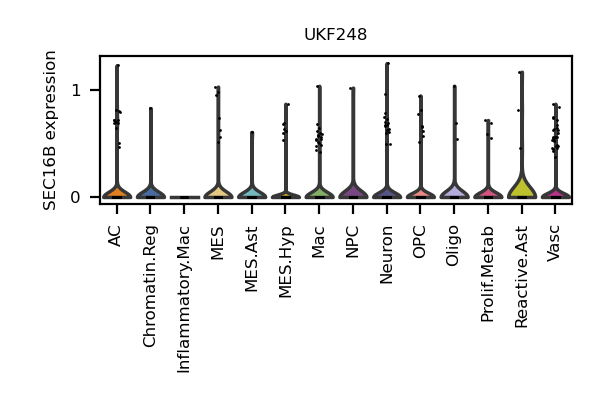 UKF248
SEC16B expression
1
0
AC
Chromatin.Reg
Inflammatory.Mac
MES
MES.Ast
MES.Hyp
Mac
NPC
Neuron
OPC
Oligo
Prolif.Metab
Reactive.Ast
Vasc